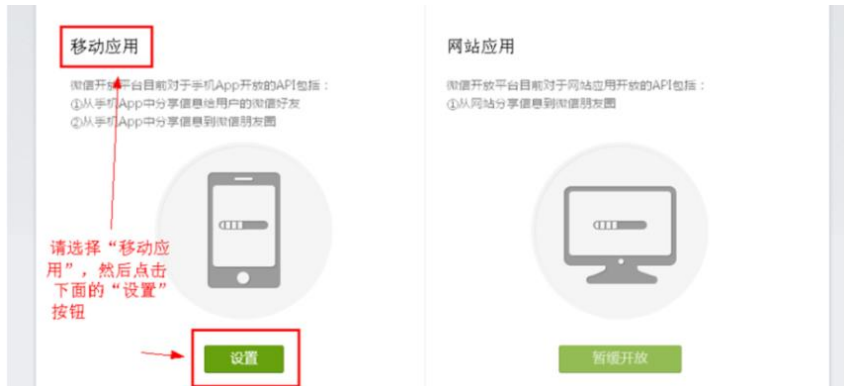 移动应用
微信开放平台目前对于手机App开放的API包括：
①从手机App中分享信息给用户的微信好友
②从手机App中分享信息到微信朋友圈
请选择“移动应
用”，然后点击
下面的“设置”
按钮
设置
网站应用
微信开放平台目前对于网站应用开放的API包括：
①从网站分享信息到微信朋友圈
暂缓开放